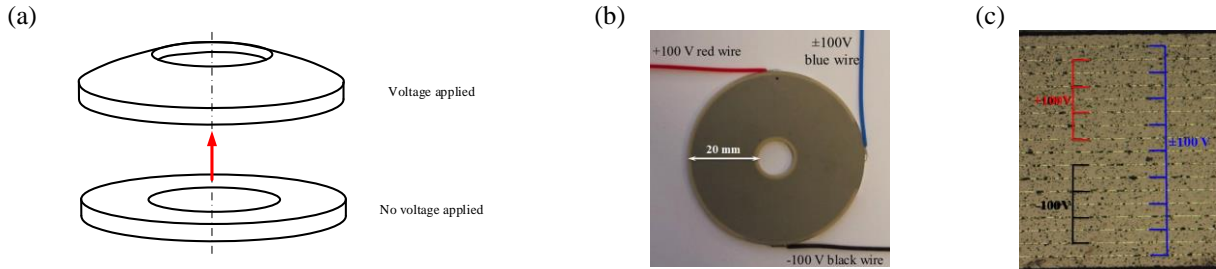 (a)
Voltage applied
No voltage applied
(b)
+100 V red wire
±100V
blue wire
20 mm
-100 V black wire
(c)
+100V
±100 V
-100V